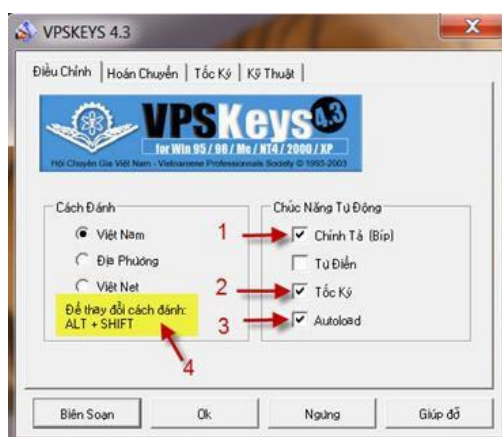 VPSKEYS 4.3
Điều Chỉnh
Hoán Chuyển
Tốc Ký
Kỹ Thuật
VPSKeys 4.3
for Win 95 / 98 / Me / NT4 / 2000 / XP
Hội Chuyên Gia Việt Nam - Vietnamese Professionnals Society © 1995-2003
Cách Đánh
Việt Nam
Địa Phương
Việt Net
Để thay đổi cách đánh:
ALT + SHIFT
4
Chức Năng Tự Động
1
Chính Tả (Bíp)
Tự Điển
2
Tốc Ký
3
Autoload
Biên Soạn
Ok
Ngưng
Giúp đỡ